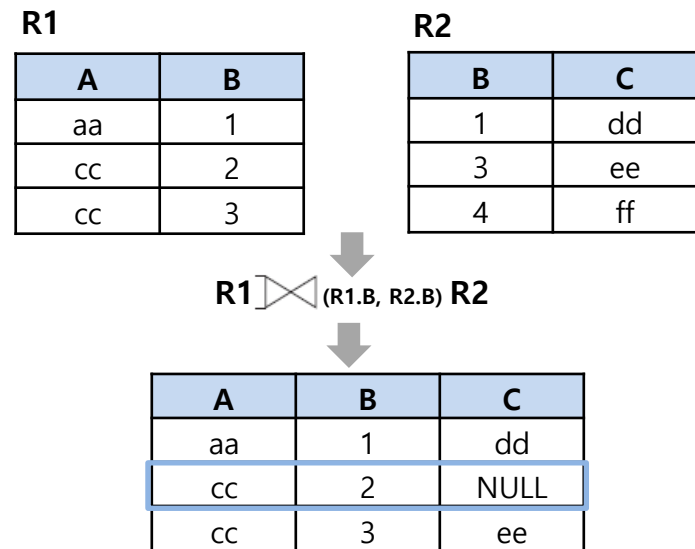 R1
A B
aa 1
cc 2
cc 3
R2
B C
1 dd
3 ee
4 ff
R1 ⟕ (R1.B, R2.B) R2
A B C
aa 1 dd
cc 2 NULL
cc 3 ee